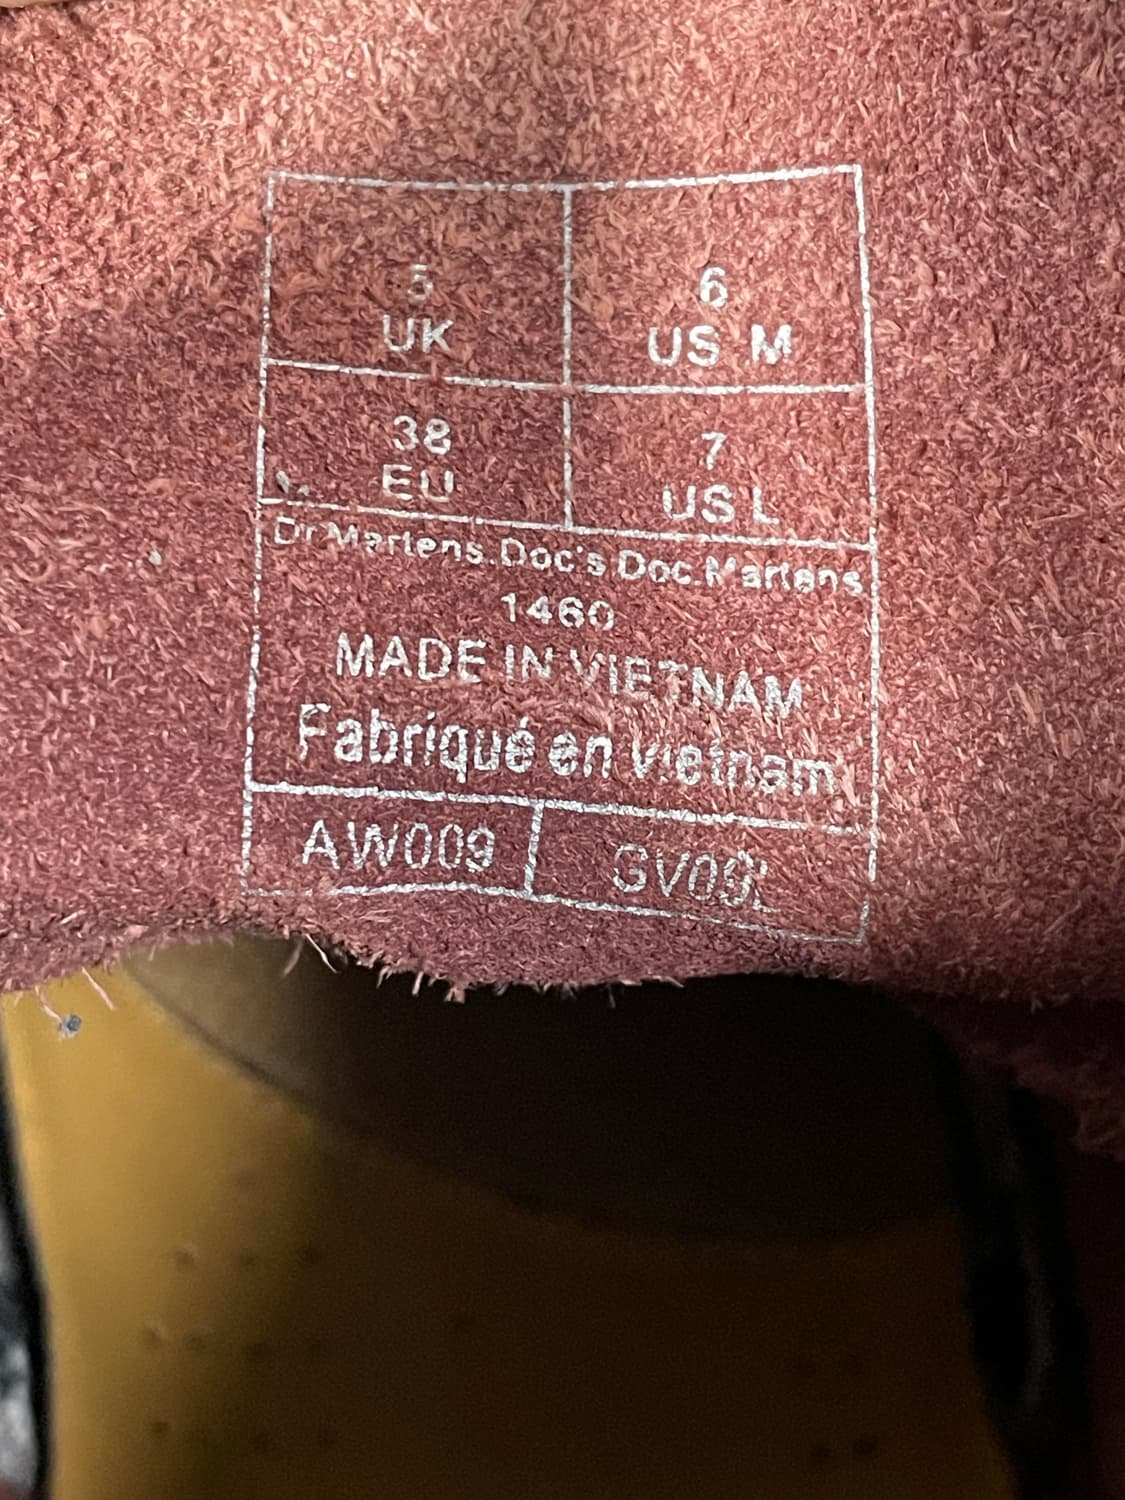 5
UK
6
US M
38
EU
7
US L
Dr Martens.Doc's Doc.Martens
1460
MADE IN VIETNAM
Fabriqué en Vietnam
AW009